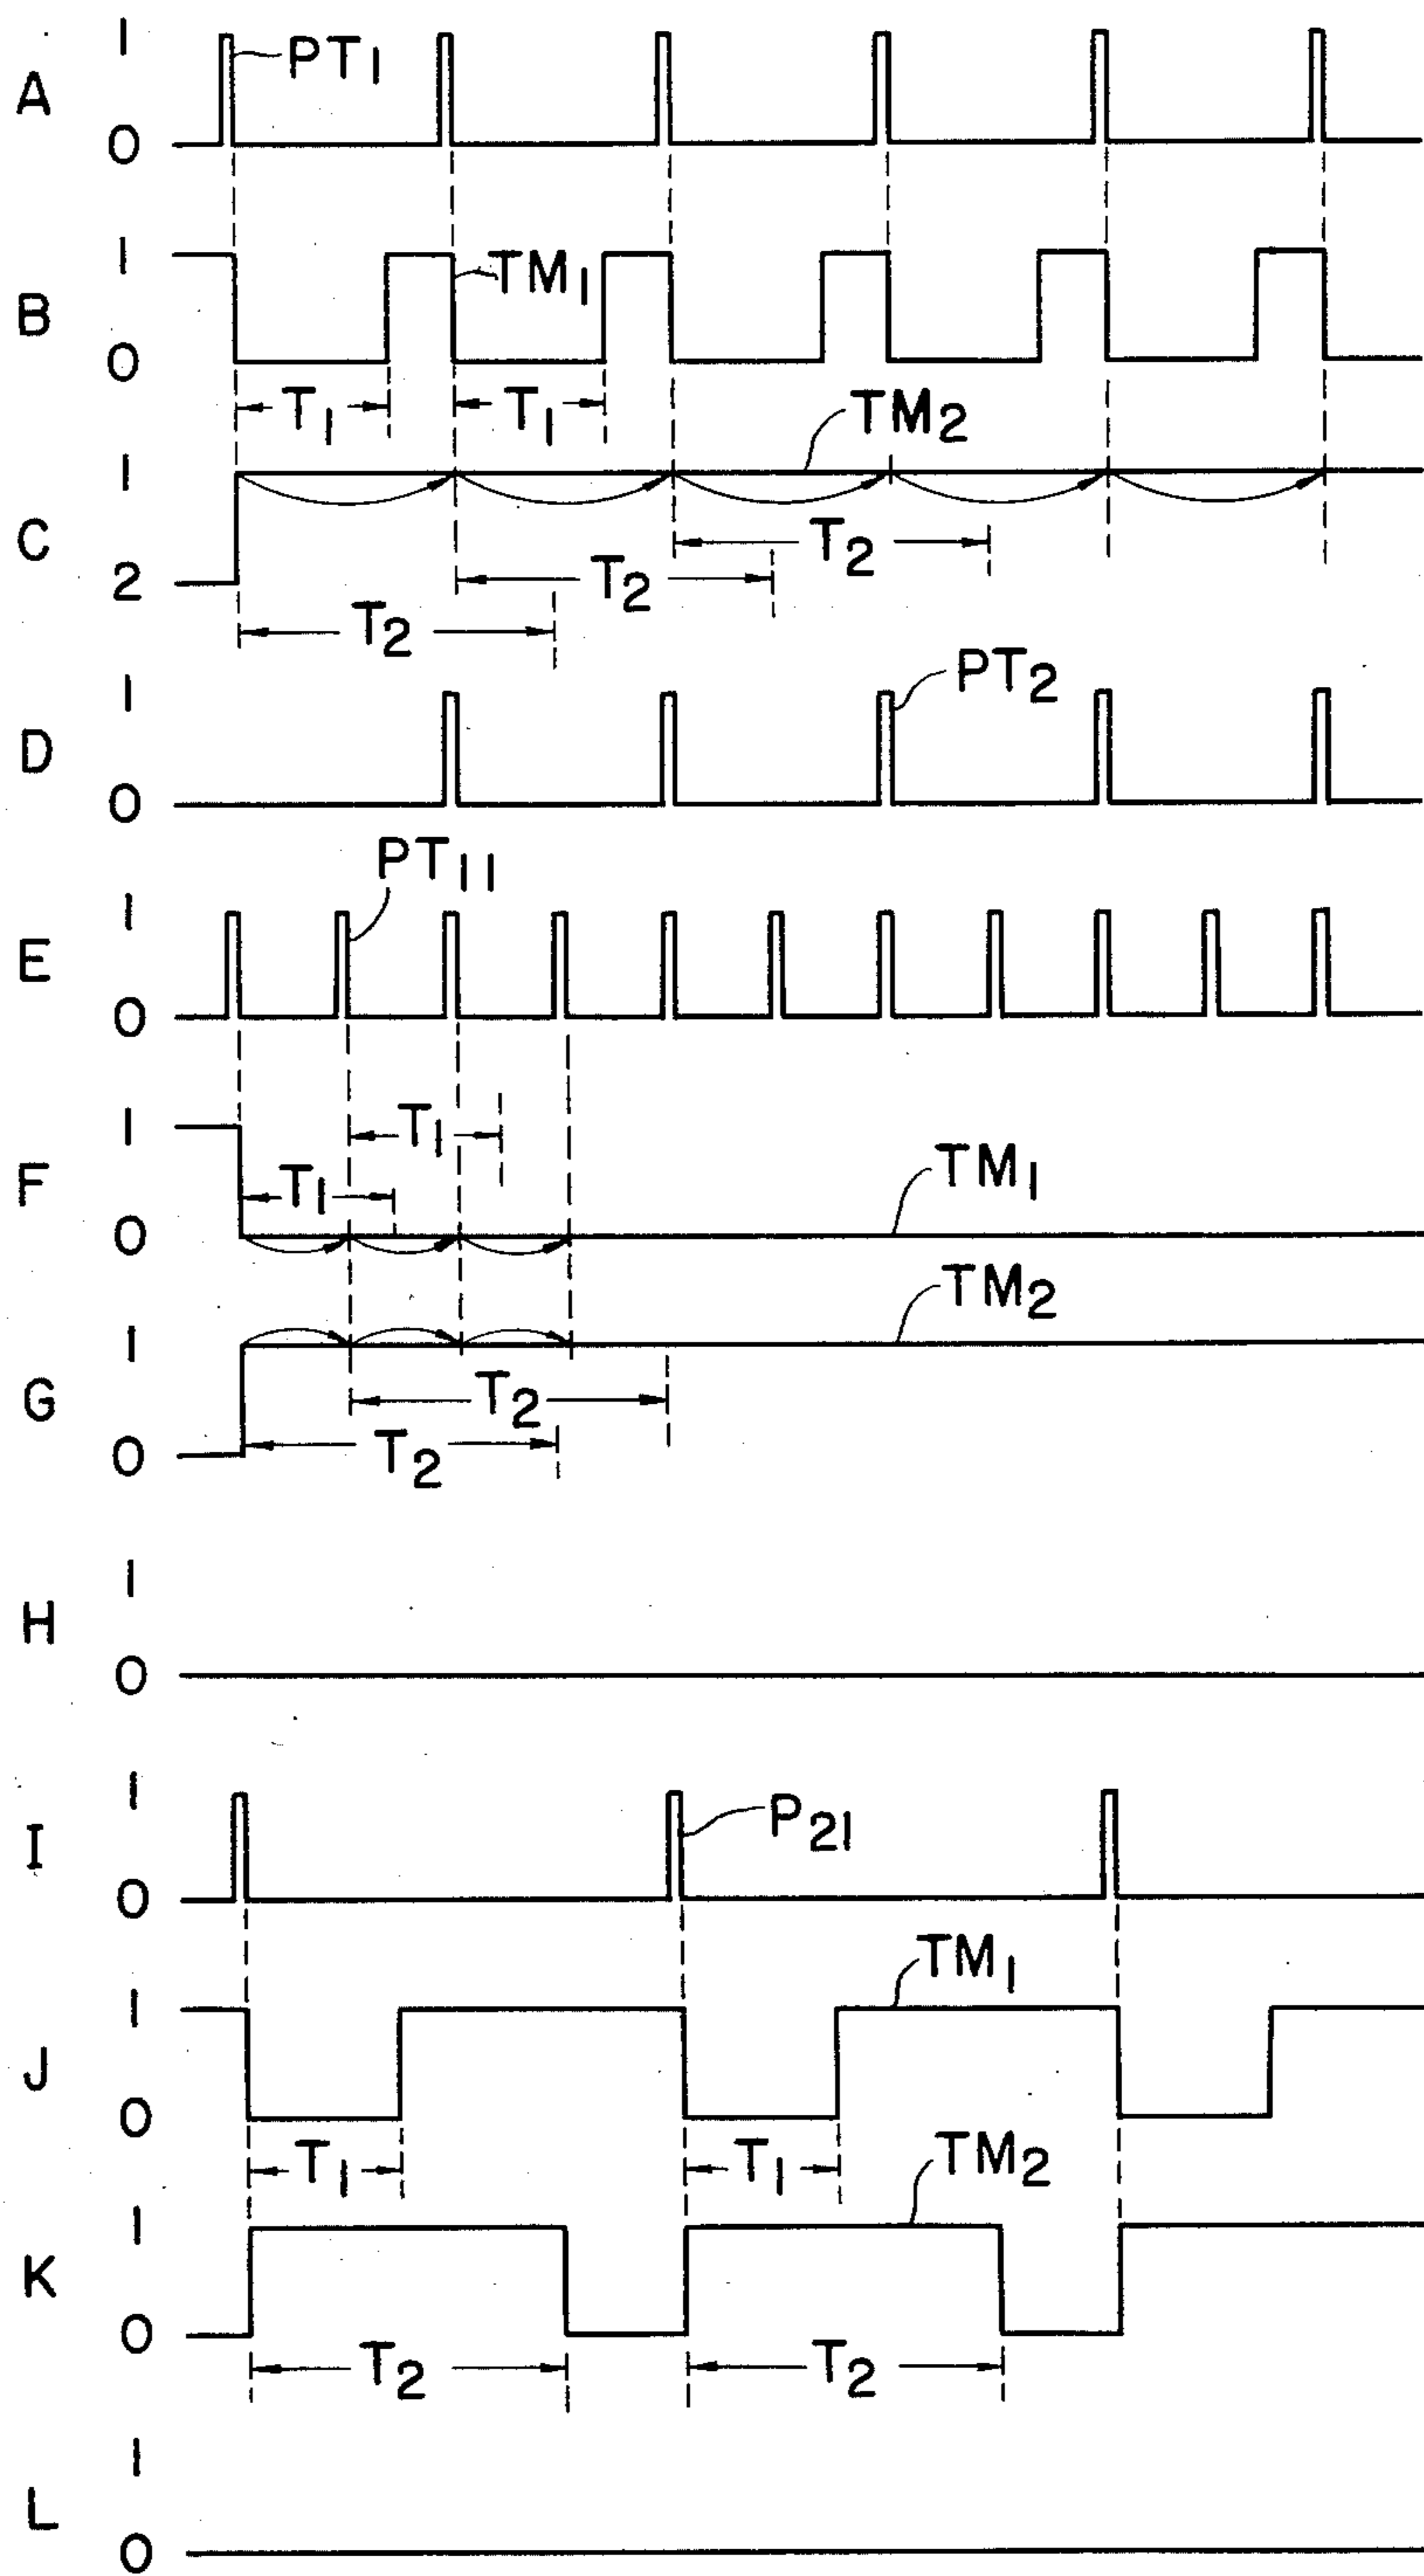 A 1 0 PT1
B 1 0 TM1
T1 T1
C 1 2 TM2
T2
T2
T2
D 1 0 PT2
E 1 0 PT11
F 1 0 T1 TM1
T1
G 1 0 TM2
T2
T2
H 1 0
I 1 0 P21
J 1 0 TM1
T1 T1
K 1 0 TM2
T2 T2
L 1 0